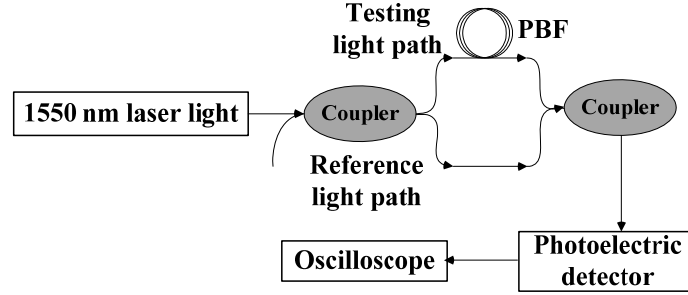 Testing
light path
PBF
1550 nm laser light
Coupler
Coupler
Reference
light path
Oscilloscope
Photoelectric
detector